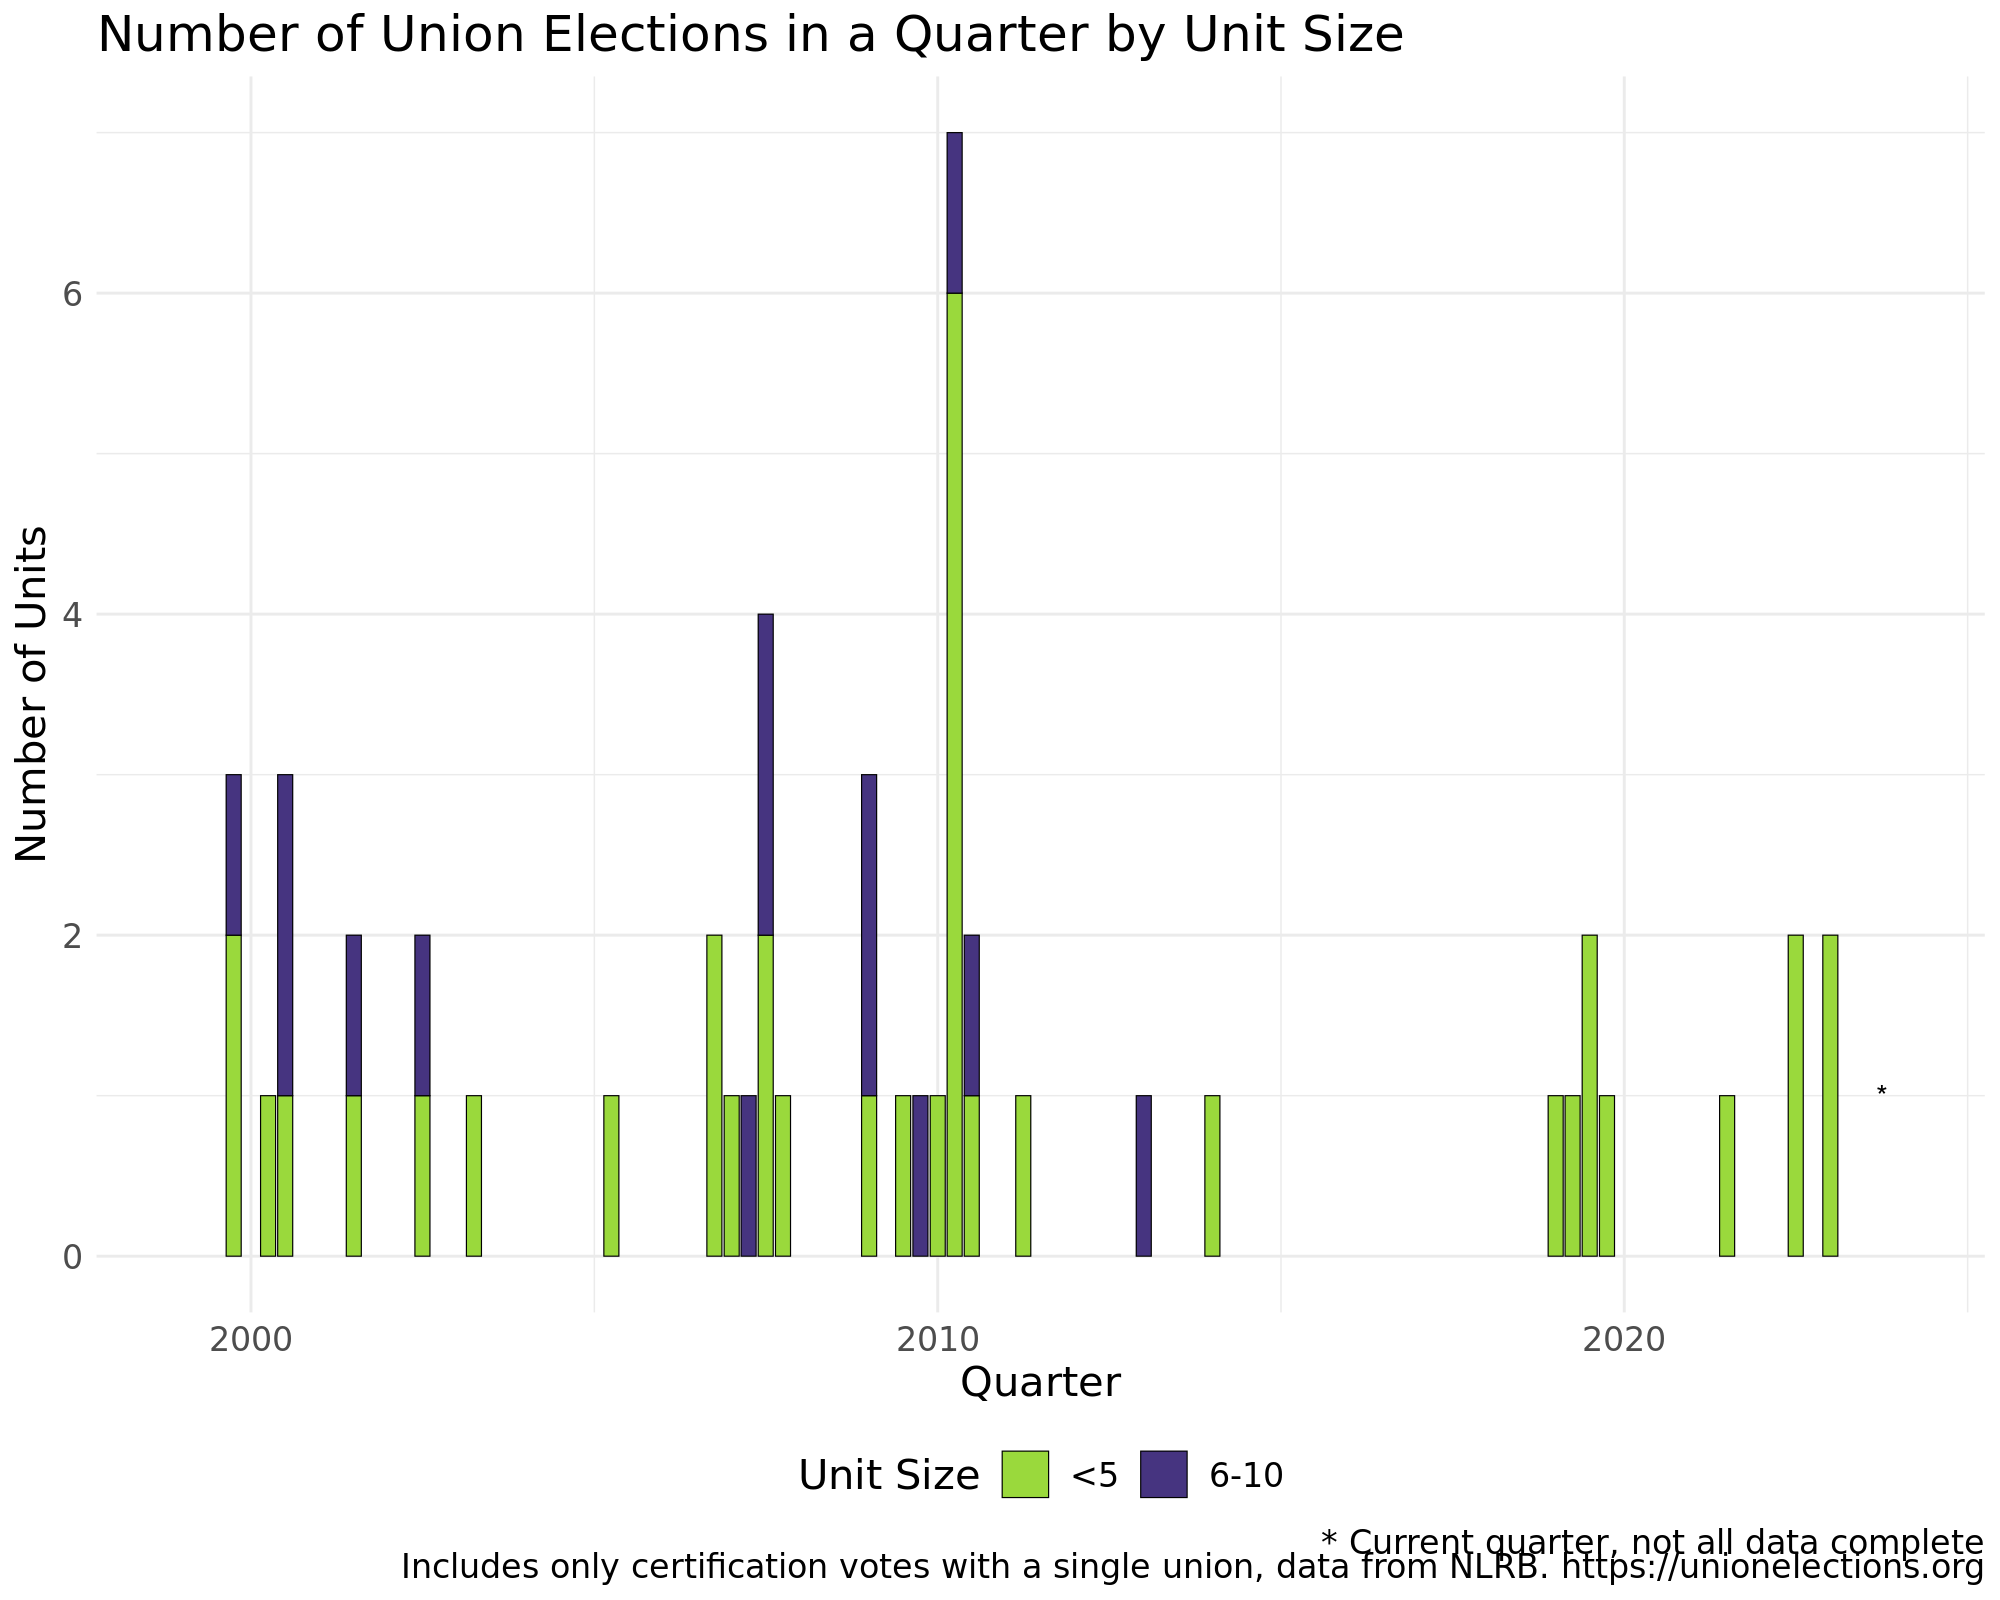 Number of Union Elections in a Quarter by Unit Size
Number of Units
6
4
2
0
*
2000 2010 2020
Quarter
Unit Size <5 6-10
* Current quarter, not all data complete
Includes only certification votes with a single union, data from NLRB. https://unionelections.org